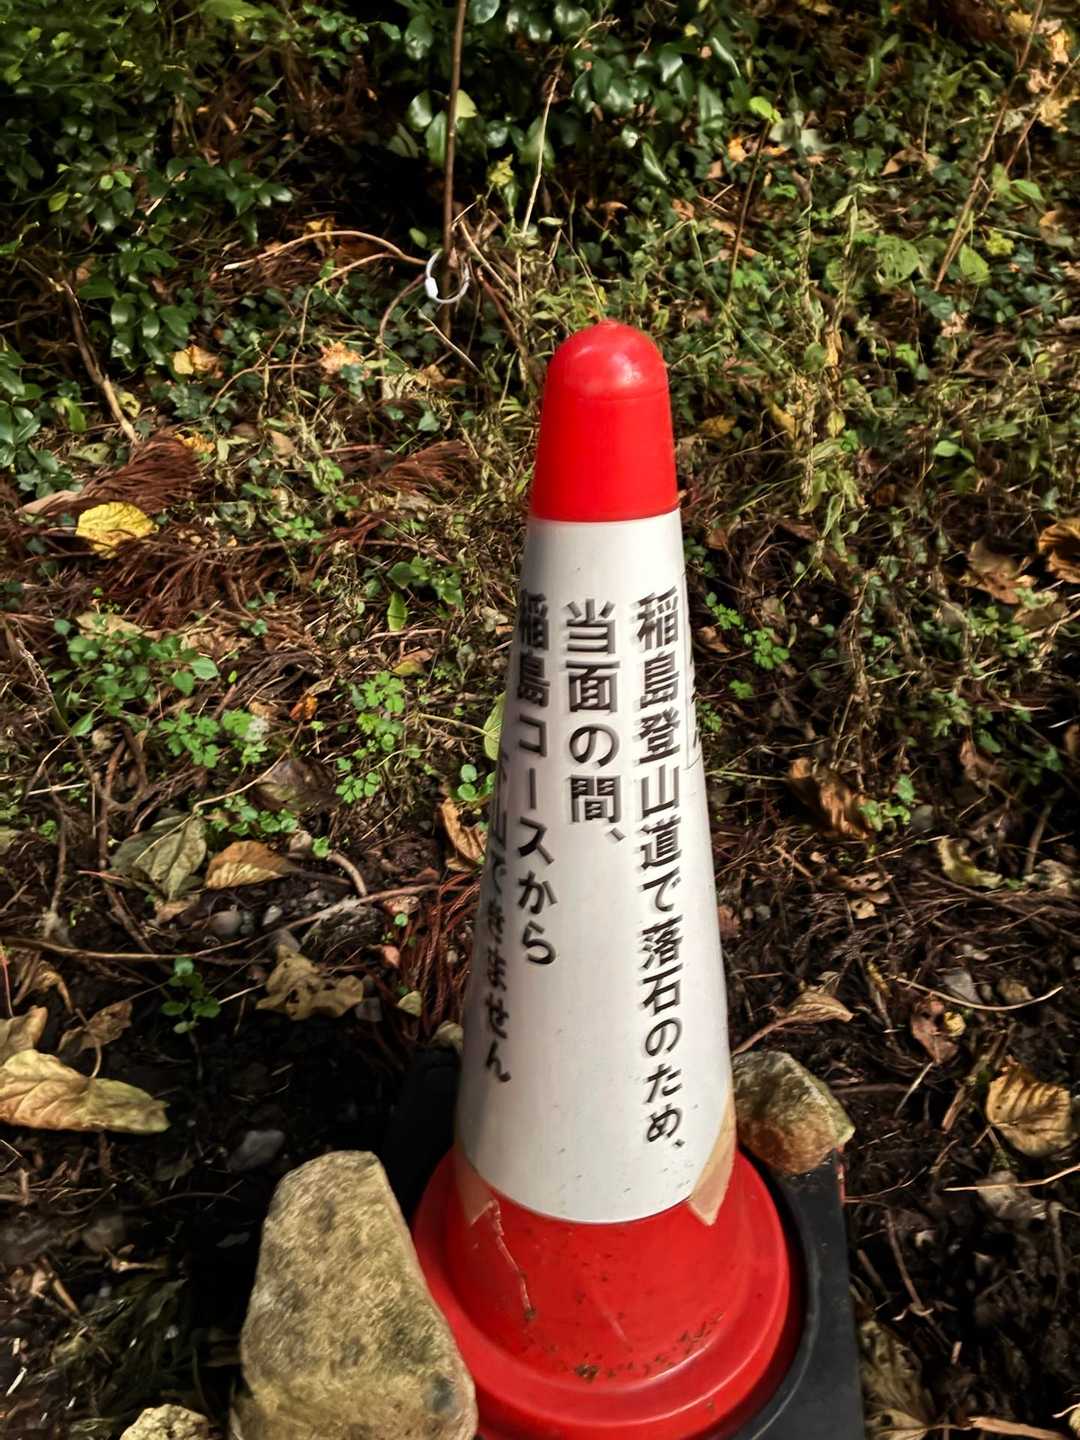 稲島登山道で落石のため、
当面の間、
稲島コースから
下山できません